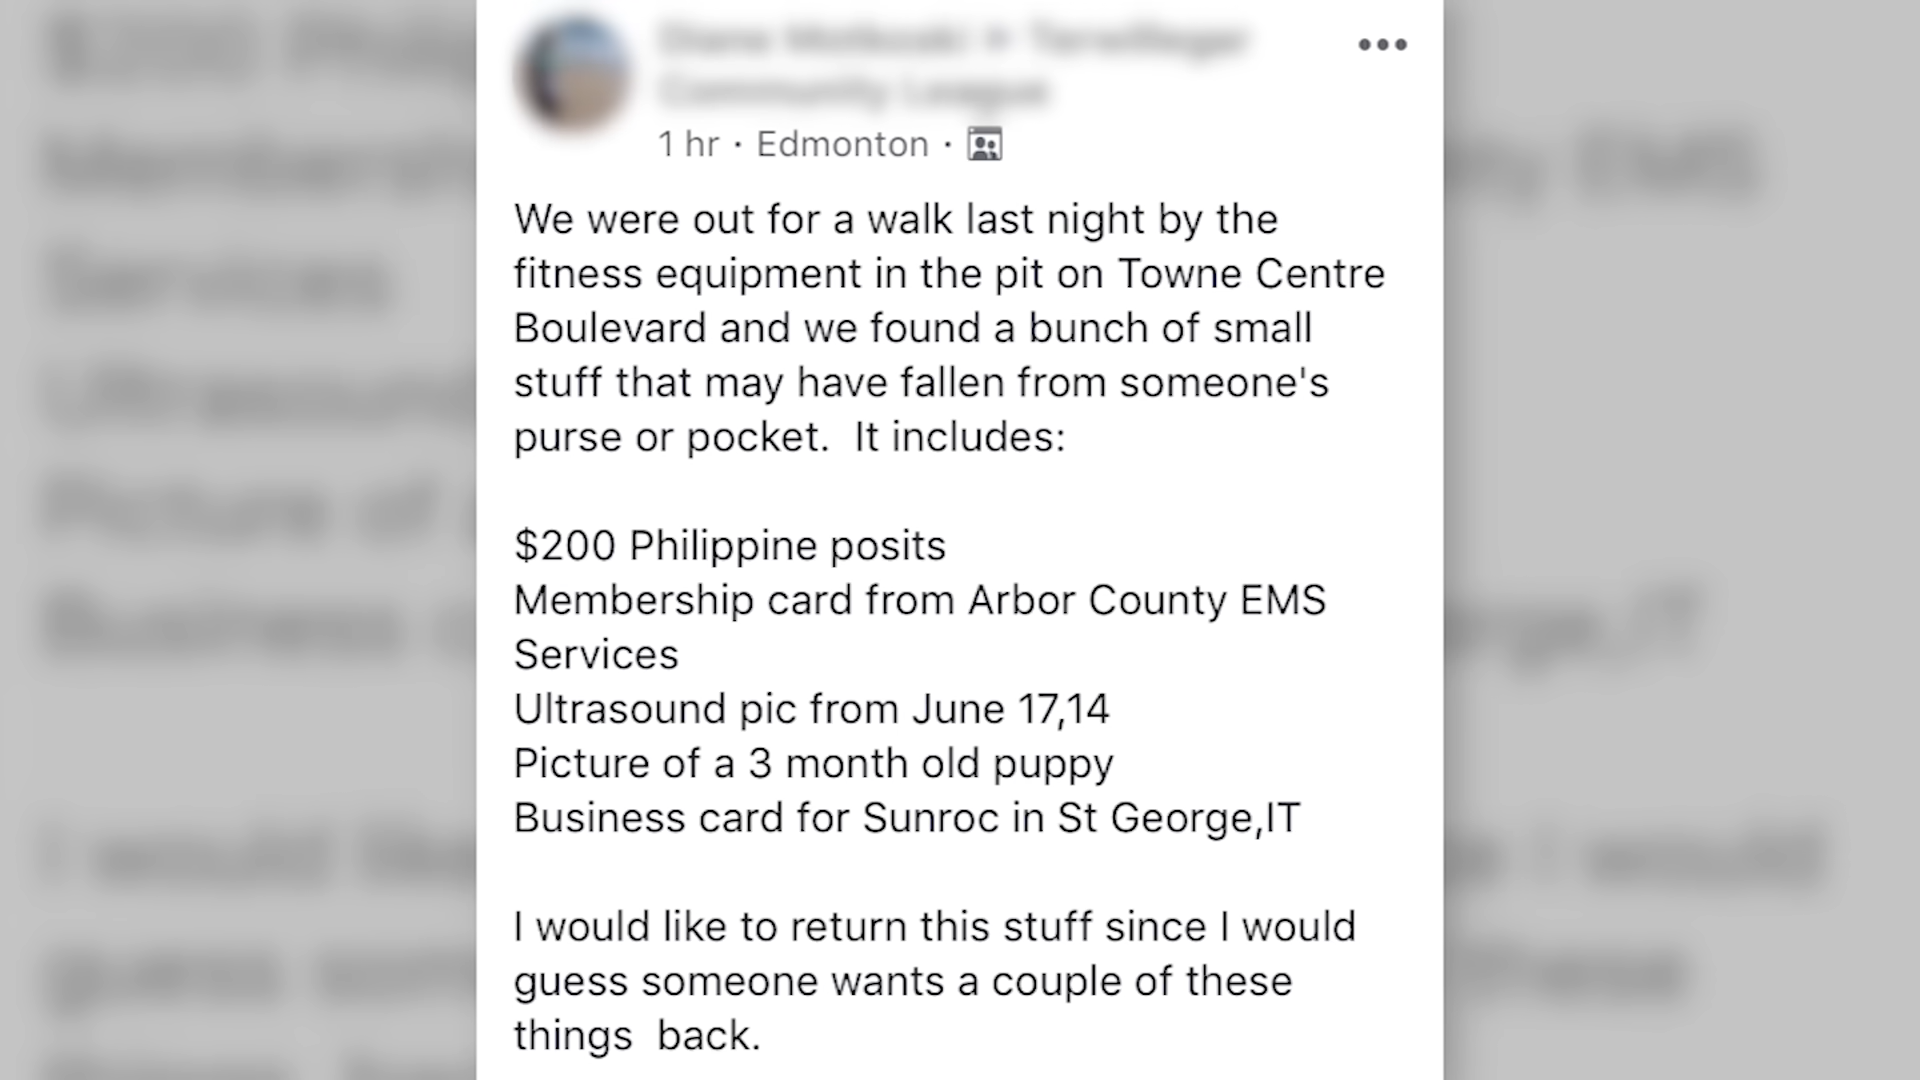 1 hr · Edmonton ·
We were out for a walk last night by the
fitness equipment in the pit on Towne Centre
Boulevard and we found a bunch of small
stuff that may have fallen from someone's
purse or pocket.  It includes:
$200 Philippine posits
Membership card from Arbor County EMS
Services
Ultrasound pic from June 17,14
Picture of a 3 month old puppy
Business card for Sunroc in St George,IT
I would like to return this stuff since I would
guess someone wants a couple of these
things  back.